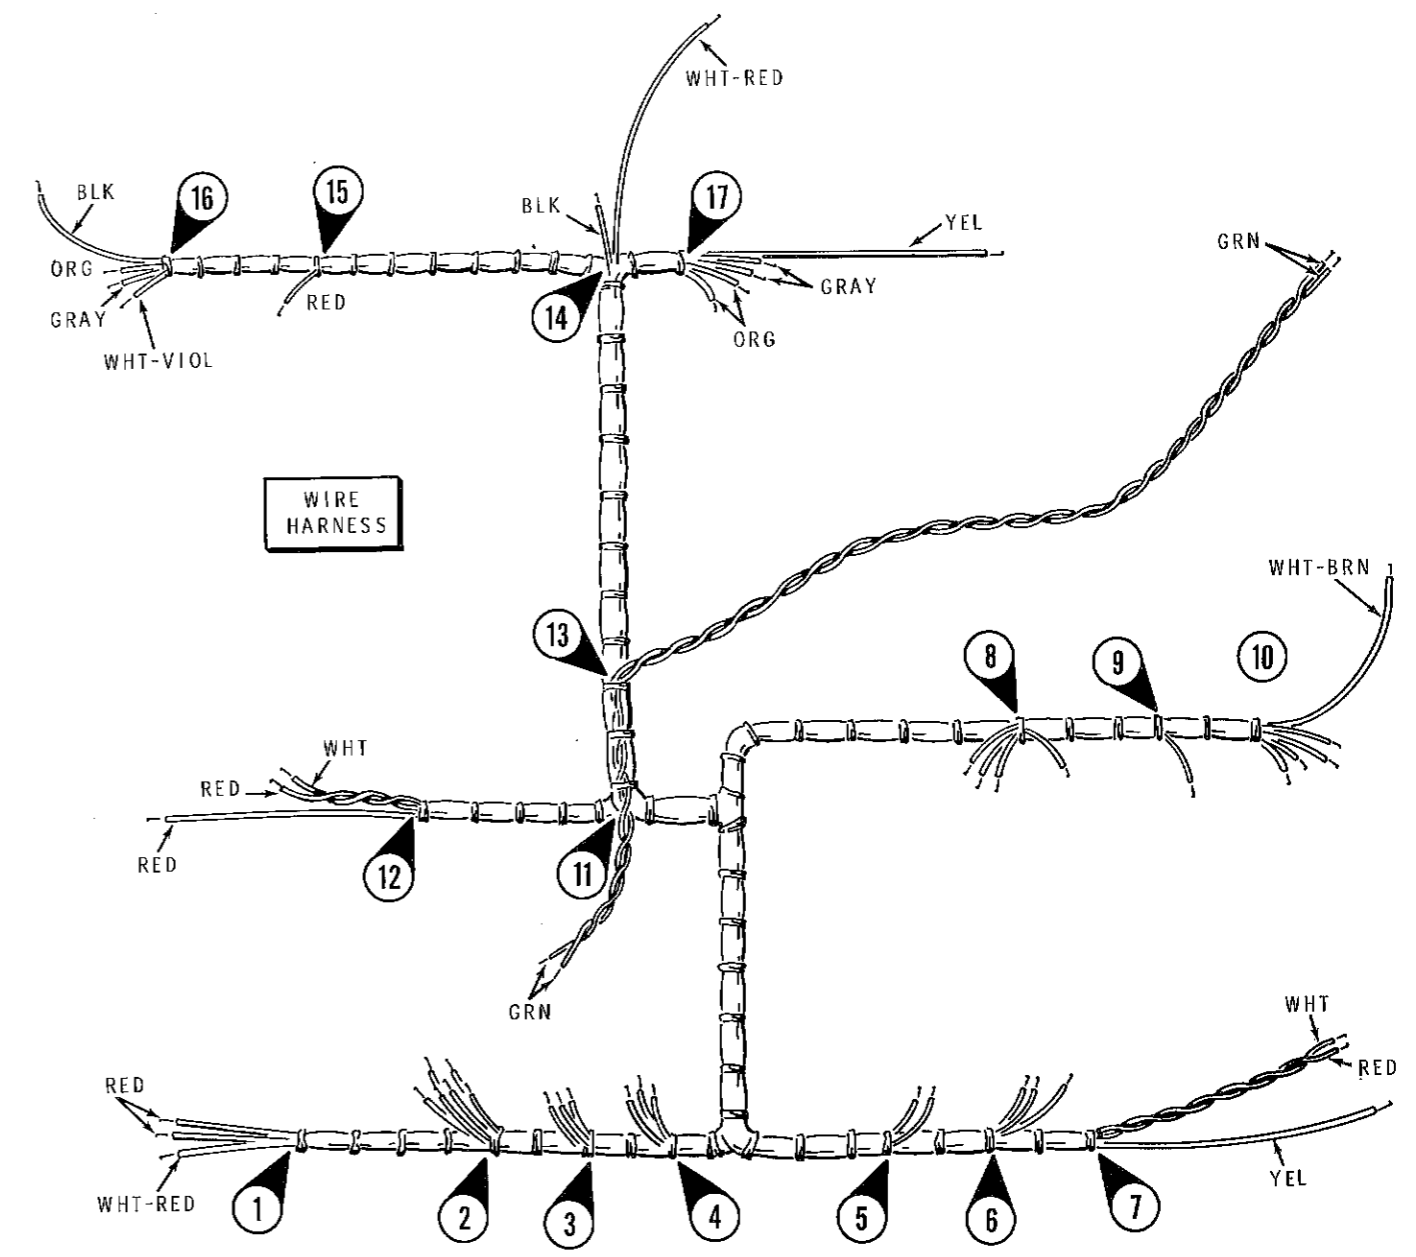 WHT-RED
BLK
16
15
BLK
17
YEL
GRN
ORG
GRAY
RED
14
GRAY
ORG
WHT-VIOL
WIRE
HARNESS
WHT-BRN
13
8
9
10
WHT
RED
RED
12
11
GRN
WHT
RED
RED
YEL
WHT-RED
1
2
3
4
5
6
7